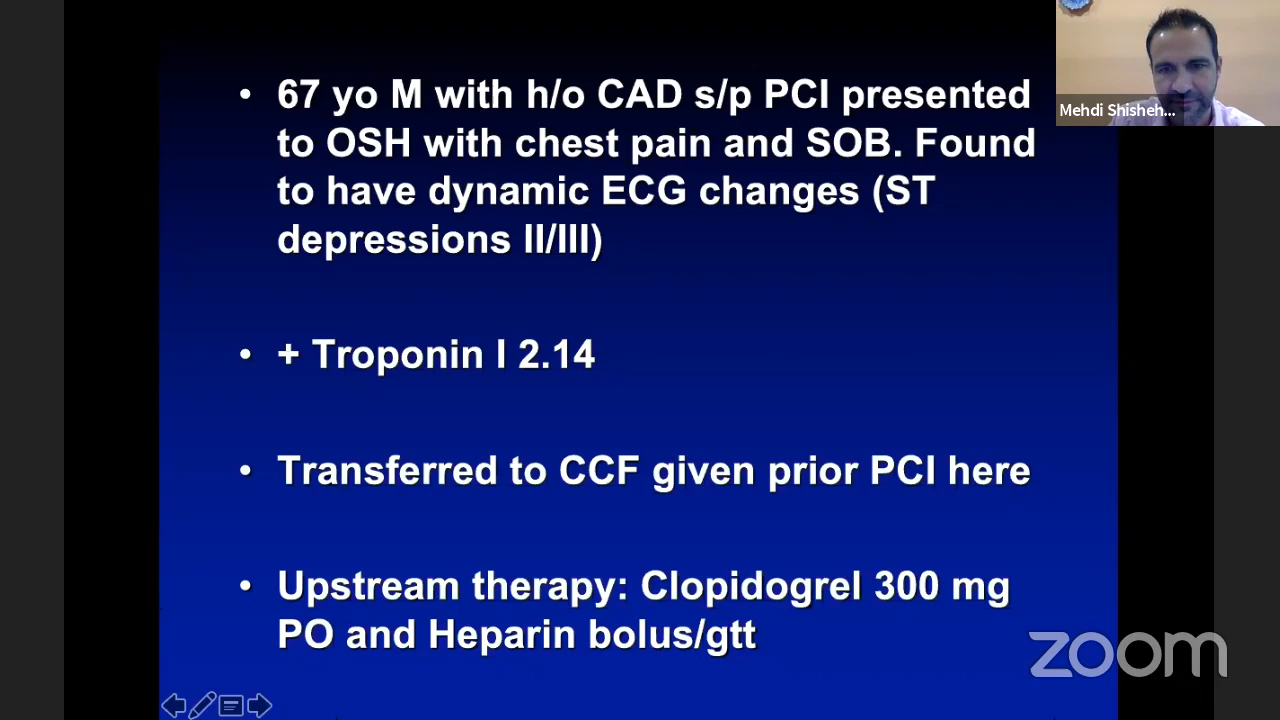 • 67 yo M with h/o CAD s/p PCI presented
to OSH with chest pain and SOB. Found
to have dynamic ECG changes (ST
depressions II/III)
• + Troponin I 2.14
• Transferred to CCF given prior PCI here
• Upstream therapy: Clopidogrel 300 mg
PO and Heparin bolus/gtt
Mehdi Shisheh...
zoom